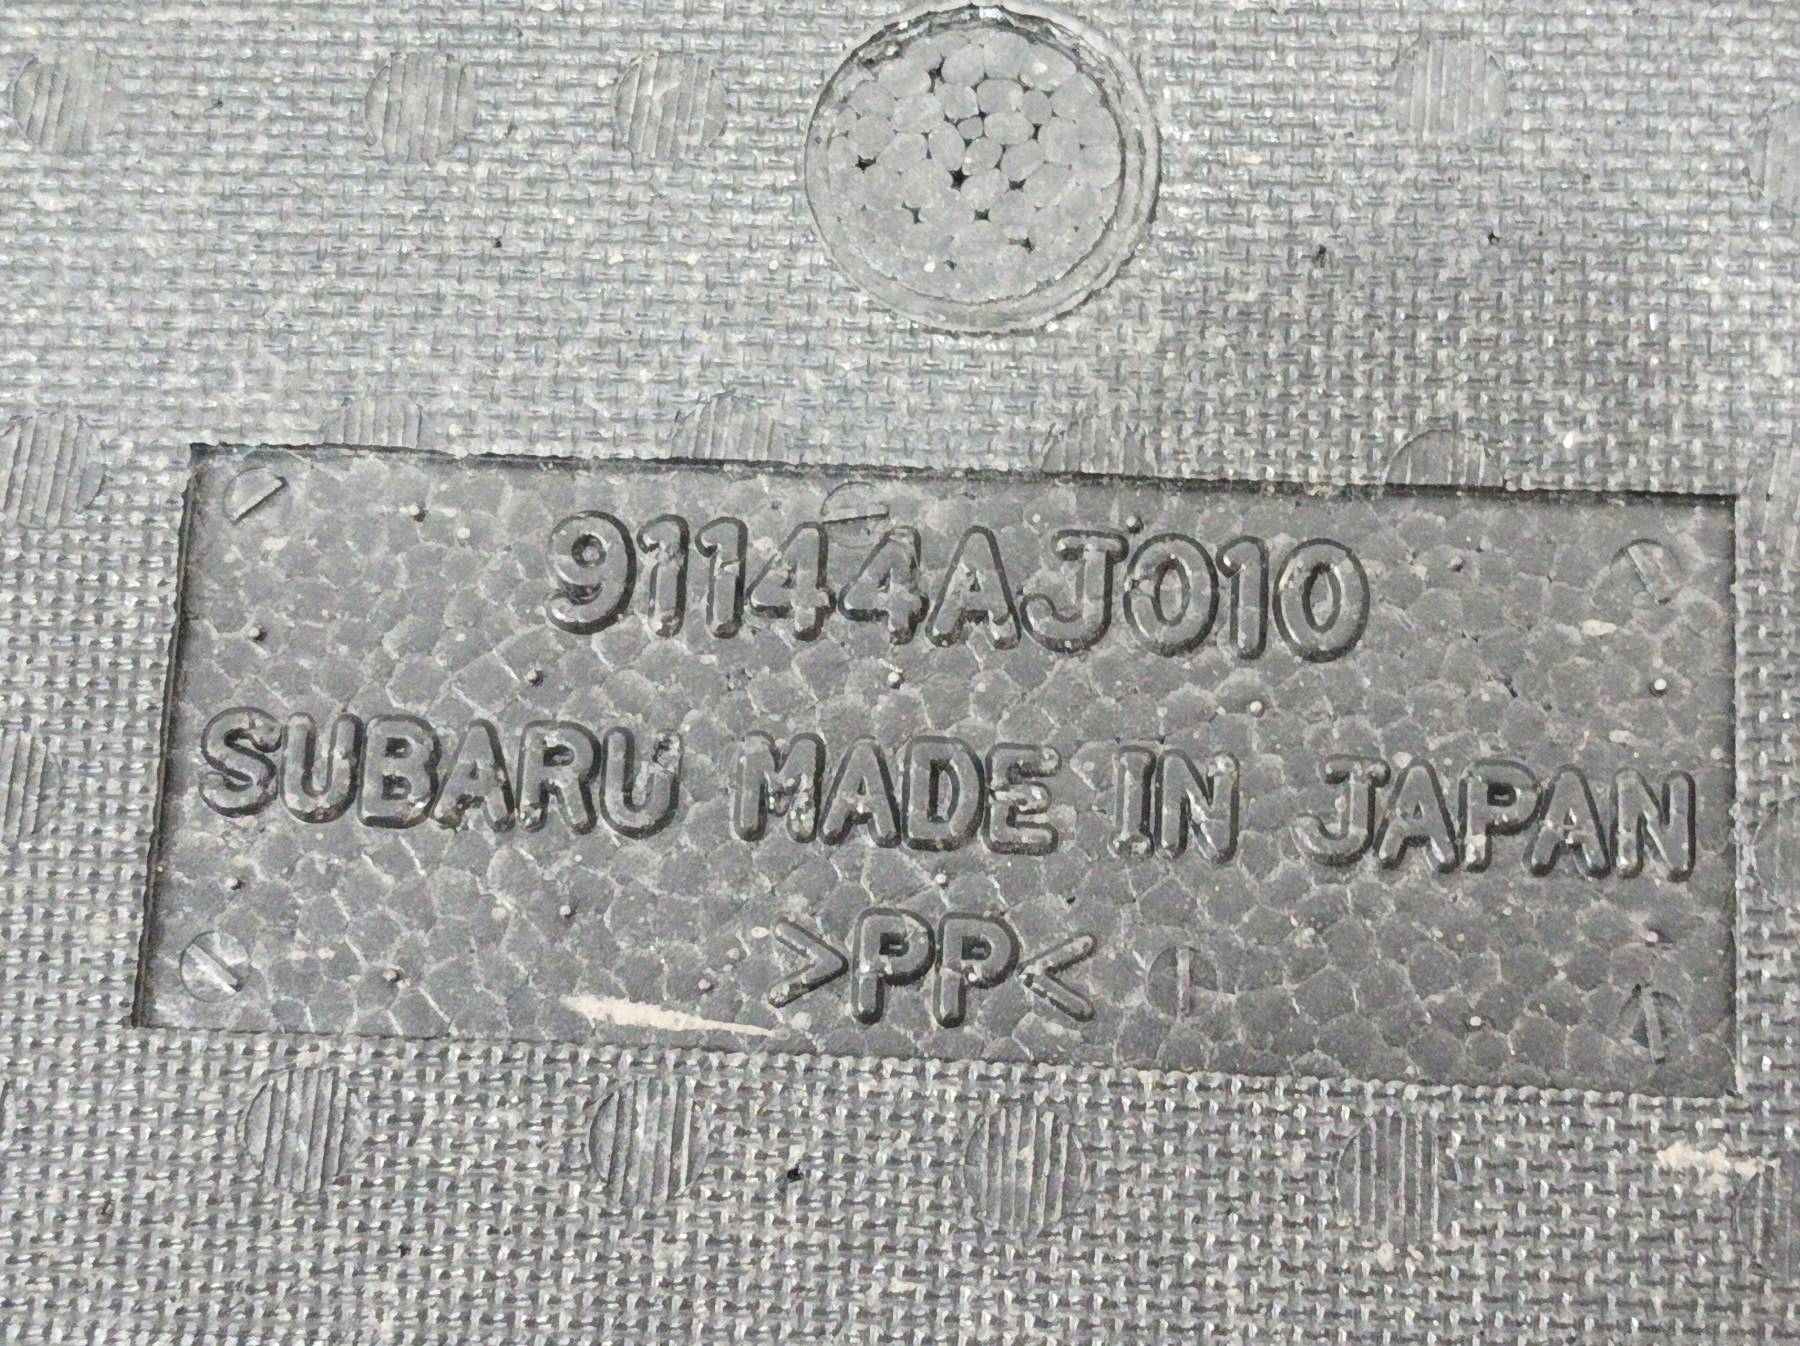 91144AJ010
SUBARU MADE IN JAPAN
>PP<